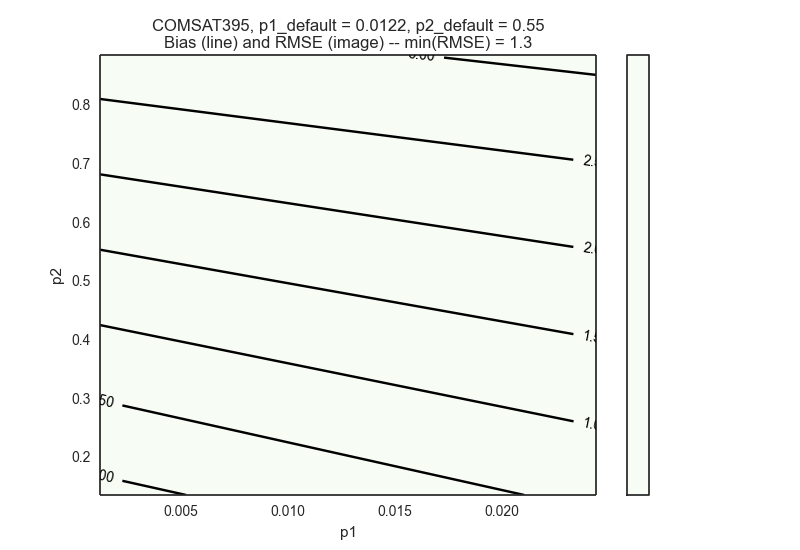 COMSAT395, p1_default = 0.0122, p2_default = 0.55
Bias (line) and RMSE (image) -- min(RMSE) = 1.3
0.8
0.7
0.6
p2
0.5
0.4
0.3
0.2
0.005 0.010 0.015 0.020
p1